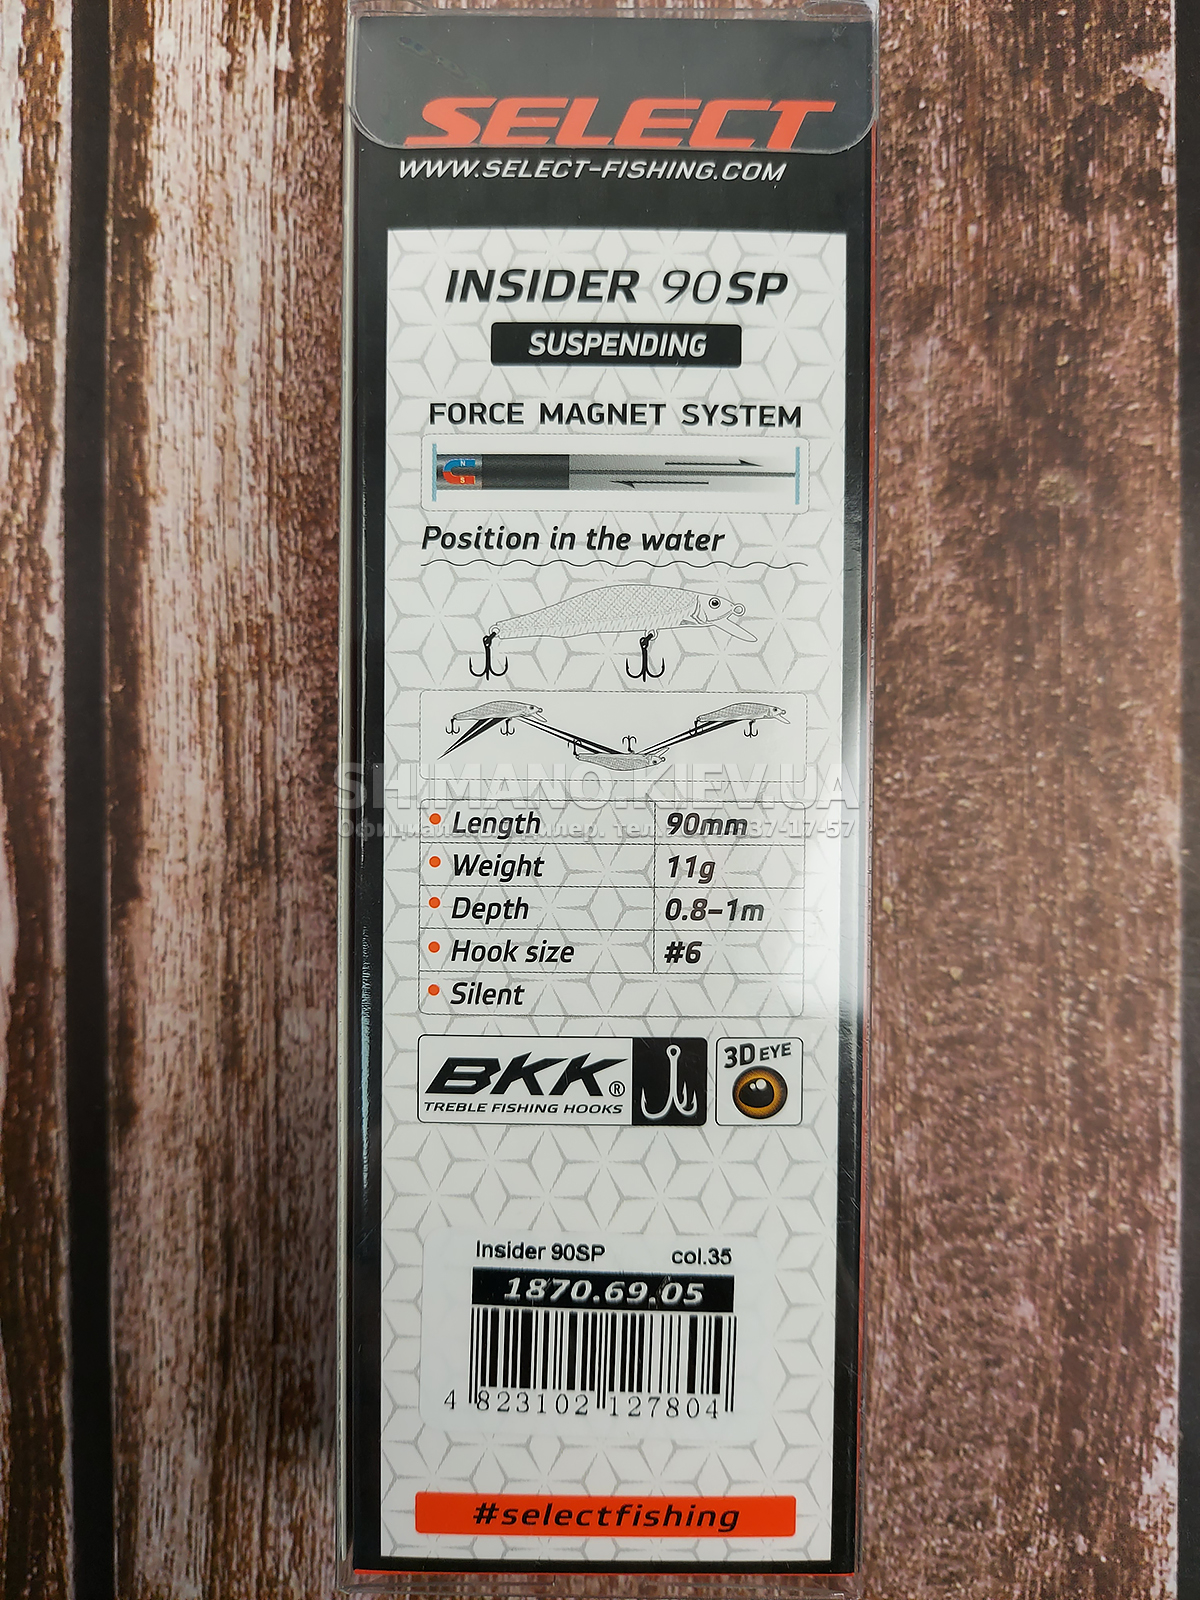 SELECT
WWW.SELECT-FISHING.COM
INSIDER 90SP
SUSPENDING
FORCE MAGNET SYSTEM
N
S
Position in the water
SHIMANO.KIEV.UA
Length 90mm
Weight 11g
Depth 0.8–1m
Hook size #6
Silent
BKK®
TREBLE FISHING HOOKS
3D EYE
Insider 90SP col.35
1870.69.05
4 823102 127804
#selectfishing